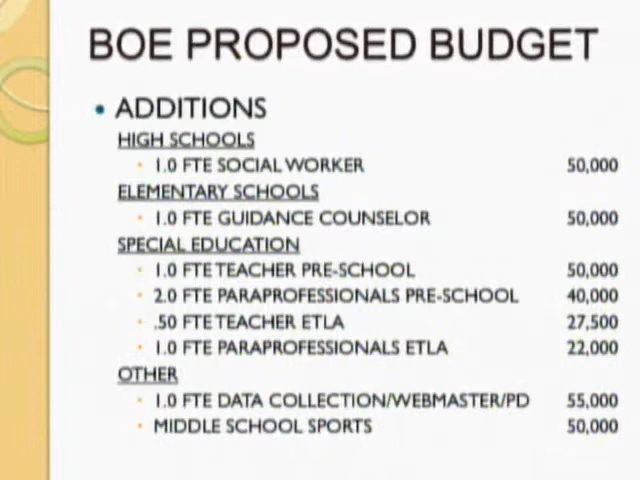 BOE PROPOSED BUDGET
• ADDITIONS
HIGH SCHOOLS
• 1.0 FTE SOCIAL WORKER 50,000
ELEMENTARY SCHOOLS
• 1.0 FTE GUIDANCE COUNSELOR 50,000
SPECIAL EDUCATION
• 1.0 FTE TEACHER PRE-SCHOOL 50,000
• 2.0 FTE PARAPROFESSIONALS PRE-SCHOOL 40,000
• .50 FTE TEACHER ETLA 27,500
• 1.0 FTE PARAPROFESSIONALS ETLA 22,000
OTHER
• 1.0 FTE DATA COLLECTION/WEBMASTER/PD 55,000
• MIDDLE SCHOOL SPORTS 50,000